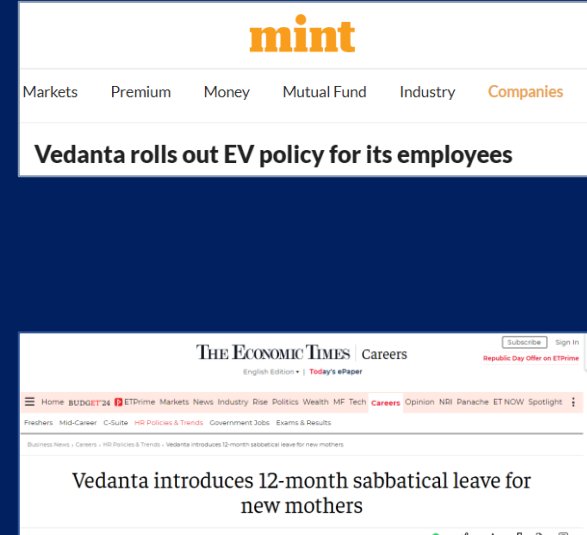 mint
Markets Premium Money Mutual Fund Industry Companies
Vedanta rolls out EV policy for its employees
THE ECONOMIC TIMES | Careers
Subscribe Sign In
English Edition | Today's ePaper
Republic Day Offer on ETPrime
Home BUDGET'24 ETPrime Markets News Industry Rise Politics Wealth MF Tech Careers Opinion NRI Panache ET NOW Spotlight
Freshers Mid-Career C-Suite HR Policies & Trends Government Jobs Exams & Results
Business News › Careers › HR Policies & Trends › Vedanta introduces 12-month sabbatical leave for new mothers
Vedanta introduces 12-month sabbatical leave for
new mothers